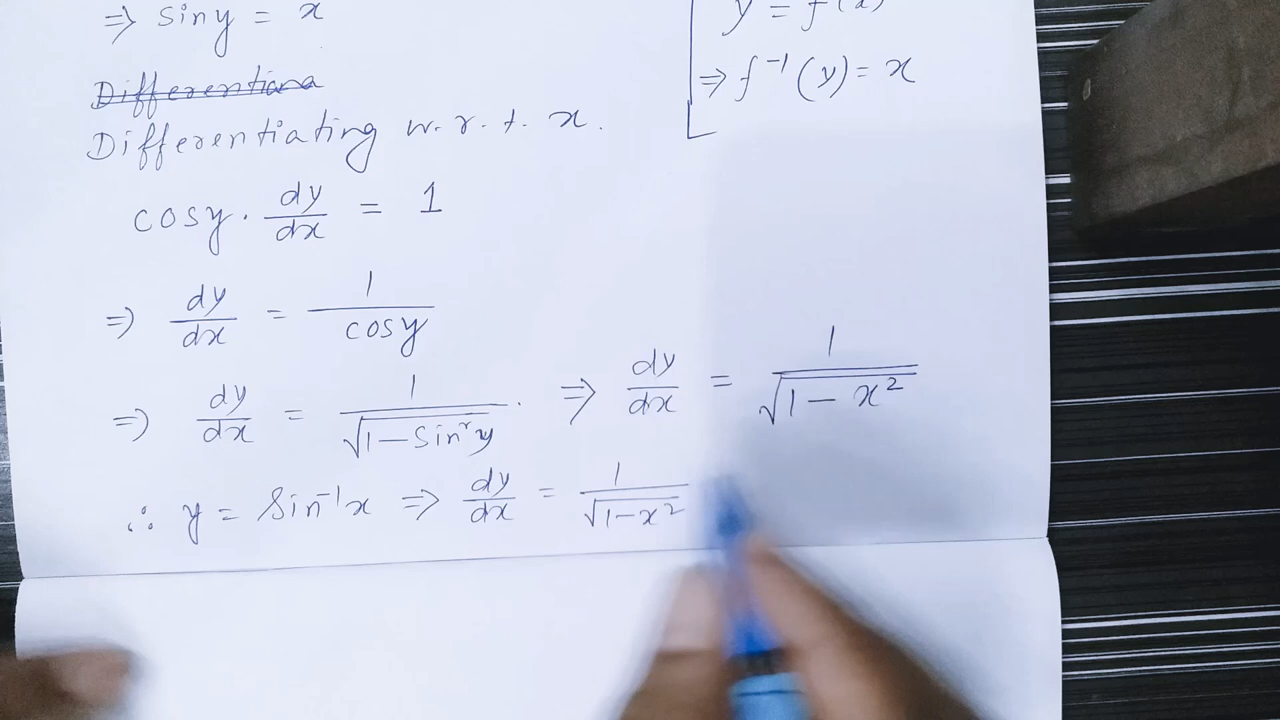 ⇒ sin y = x
Differentiana
Differentiating w.r.t. x.
cos y · dy/dx = 1
⇒ dy/dx = 1/cos y
⇒ dy/dx = 1/√(1 - sin²y). ⇒ dy/dx = 1/√(1 - x²)
∴ y = Sin⁻¹x ⇒ dy/dx = 1/√(1-x²)
y = f(x)
⇒ f⁻¹(y) = x